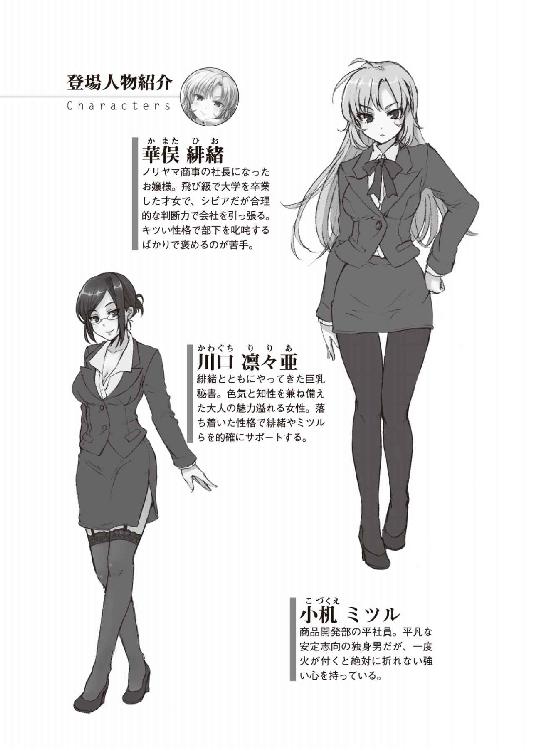 登場人物紹介
Characters
かまた ひお
華俣 緋緒
ノリヤマ商事の社長になった
お嬢様。飛び級で大学を卒業
した才女で、シビアだが合理
的な判断力で会社を引っ張る。
キツい性格で部下を叱咤する
ばかりで褒めるのが苦手。
かわぐち りりあ
川口 凛々亜
緋緒とともにやってきた巨乳
秘書。色気と知性を兼ね備え
た大人の魅力溢れる女性。落
ち着いた性格で緋緒やミツル
らを的確にサポートする。
こづくえ
小机 ミツル
商品開発部の平社員。平凡な
安定志向の独身男だが、一度
火が付くと絶対に折れない強
い心を持っている。